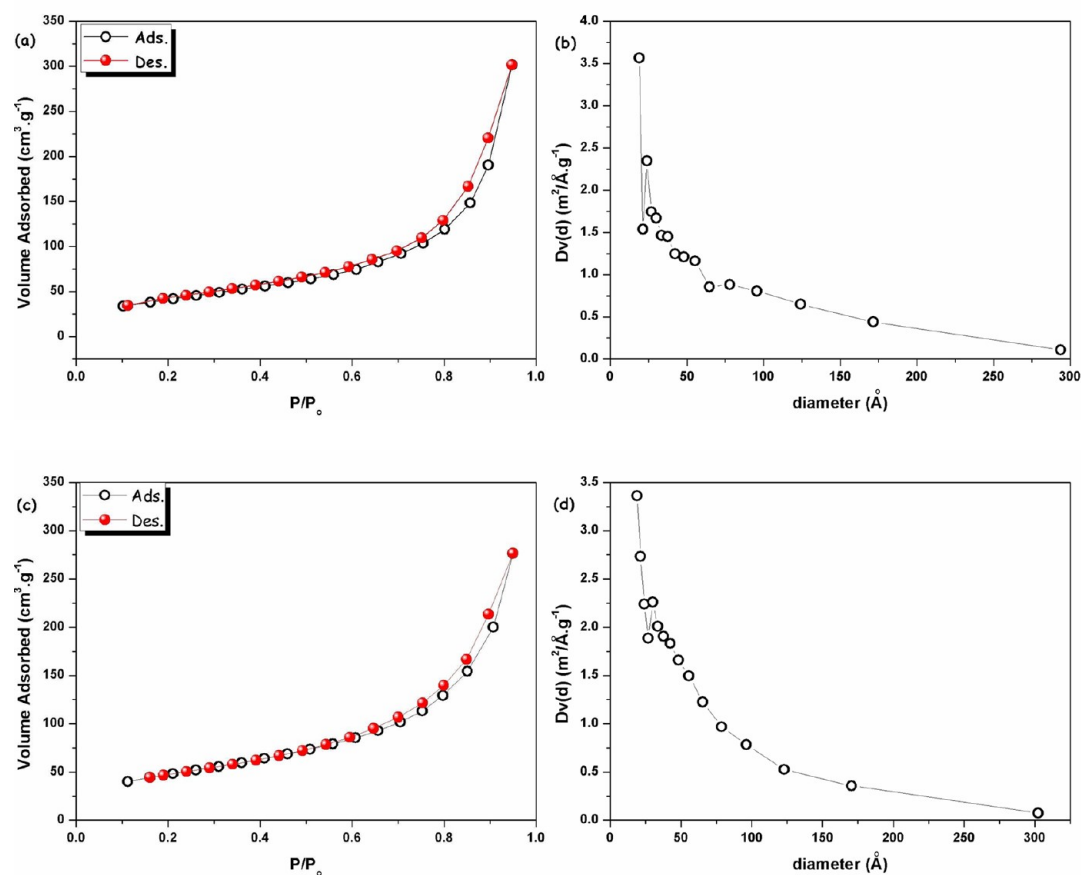 (a)
Ads.
Des.
Volume Adsorbed (cm³.g⁻¹)
350
300
250
200
150
100
50
0
0.0 0.2 0.4 0.6 0.8 1.0
P/Pₒ
(b)
Dv(d) (m²/Å.g⁻¹)
4.0
3.5
3.0
2.5
2.0
1.5
1.0
0.5
0.0
0 50 100 150 200 250 300
diameter (Å)
(c)
Ads.
Des.
Volume Adsorbed (cm³.g⁻¹)
350
300
250
200
150
100
50
0
0.0 0.2 0.4 0.6 0.8 1.0
P/Pₒ
(d)
Dv(d) (m²/Å.g⁻¹)
3.5
3.0
2.5
2.0
1.5
1.0
0.5
0.0
0 50 100 150 200 250 300
diameter (Å)